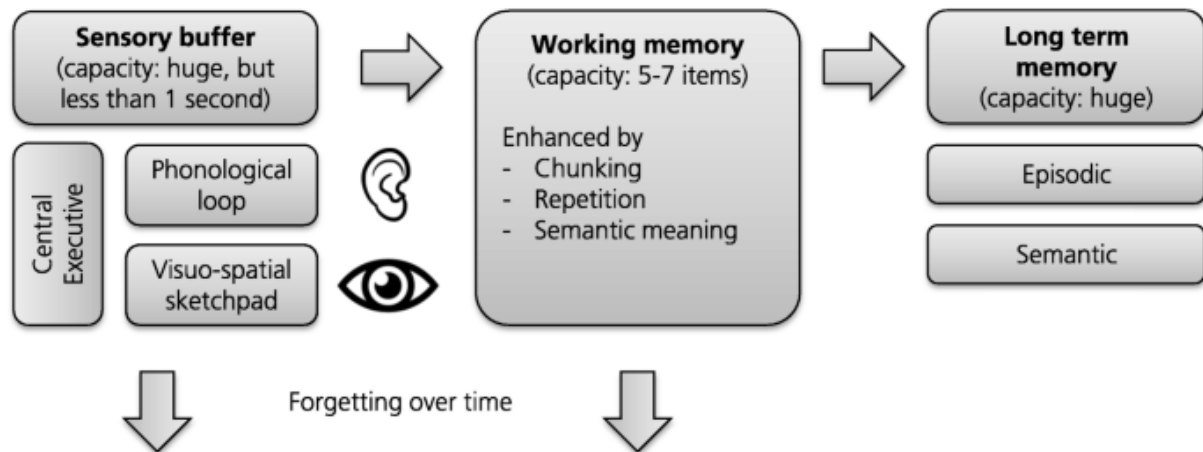 Sensory buffer
(capacity: huge, but
less than 1 second)
Central
Executive
Phonological
loop
Visuo-spatial
sketchpad
Working memory
(capacity: 5-7 items)
Enhanced by
- Chunking
- Repetition
- Semantic meaning
Long term
memory
(capacity: huge)
Episodic
Semantic
Forgetting over time